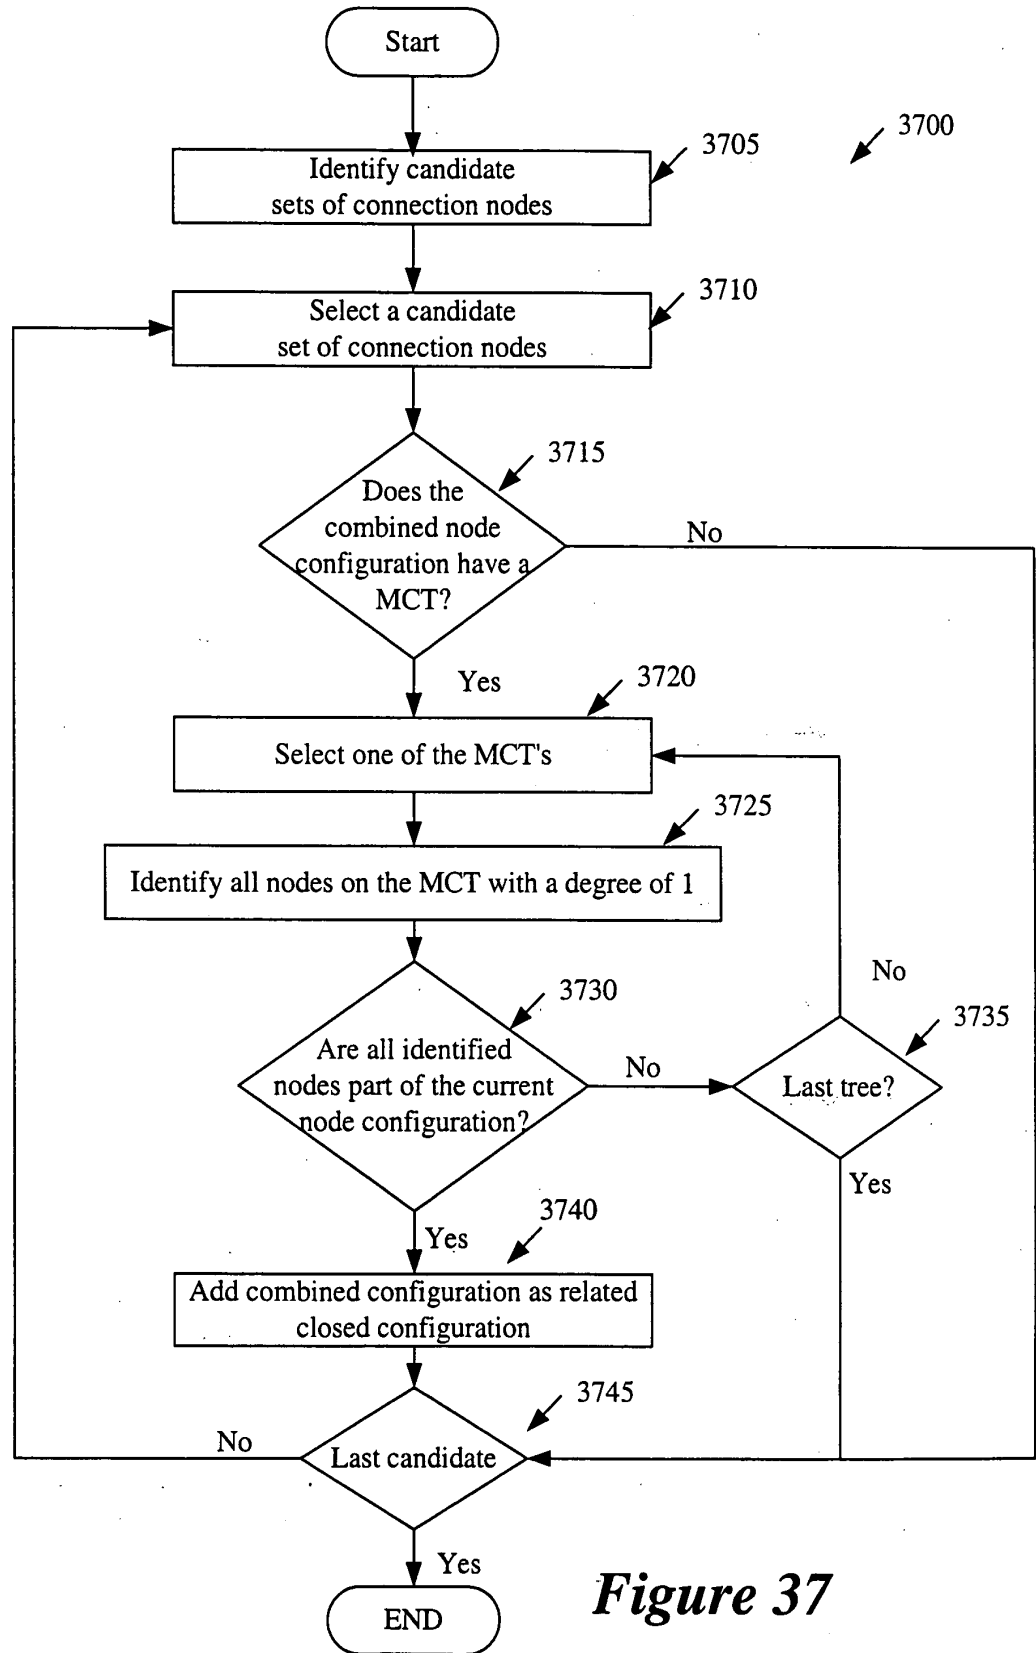 Start
3700
3705
Identify candidate
sets of connection nodes
3710
Select a candidate
set of connection nodes
3715
Does the
combined node
configuration have a
MCT?
No
Yes
3720
Select one of the MCT's
3725
Identify all nodes on the MCT with a degree of 1
No
3730
3735
Are all identified
nodes part of the current
node configuration?
No
Last tree?
Yes
Yes
3740
Add combined configuration as related
closed configuration
3745
No
Last candidate
Yes
END
Figure 37